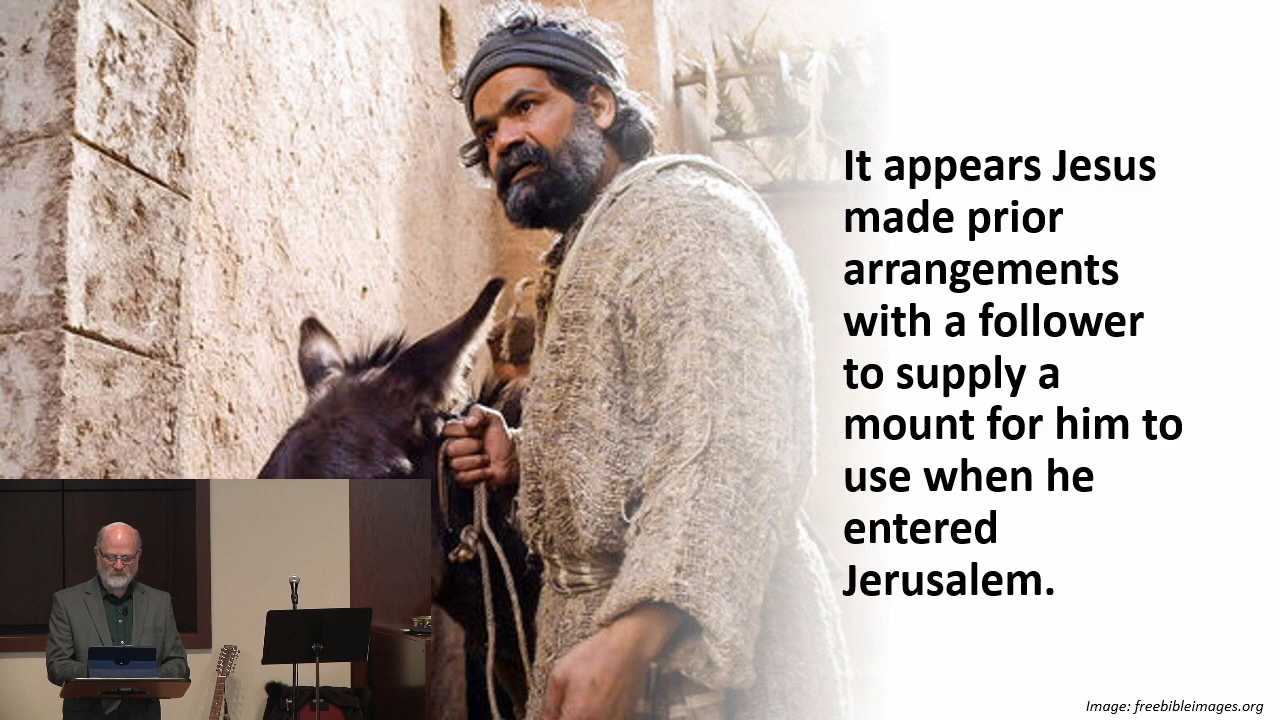 It appears Jesus
made prior
arrangements
with a follower
to supply a
mount for him to
use when he
entered
Jerusalem.
Image: freebibleimages.org